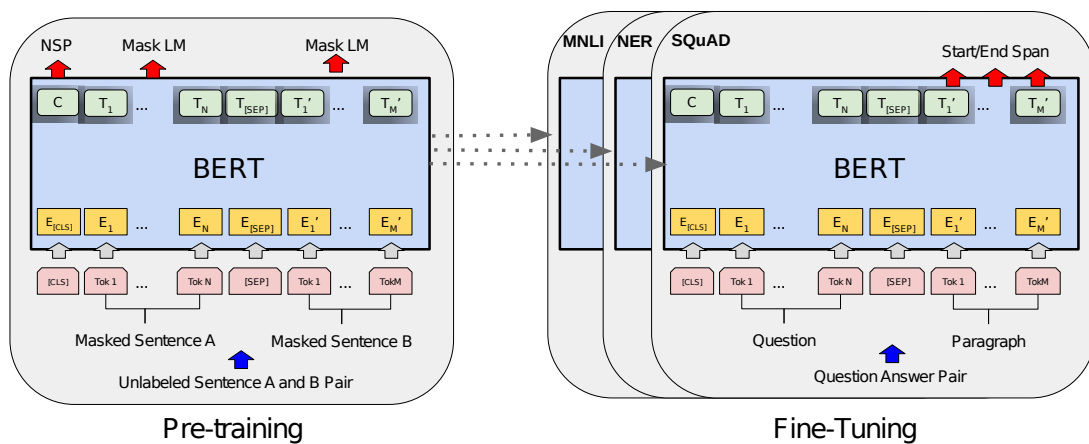 NSP Mask LM Mask LM
C T1 ... TN T[SEP] T1’ ... TM’
BERT
E[CLS] E1 ... EN E[SEP] E1’ ... EM’
[CLS] Tok 1 ... Tok N [SEP] Tok 1 ... TokM
Masked Sentence A Masked Sentence B
Unlabeled Sentence A and B Pair
Pre-training
MNLI NER SQuAD
Start/End Span
C T1 ... TN T[SEP] T1’ ... TM’
BERT
E[CLS] E1 ... EN E[SEP] E1’ ... EM’
[CLS] Tok 1 ... Tok N [SEP] Tok 1 ... TokM
Question Paragraph
Question Answer Pair
Fine-Tuning